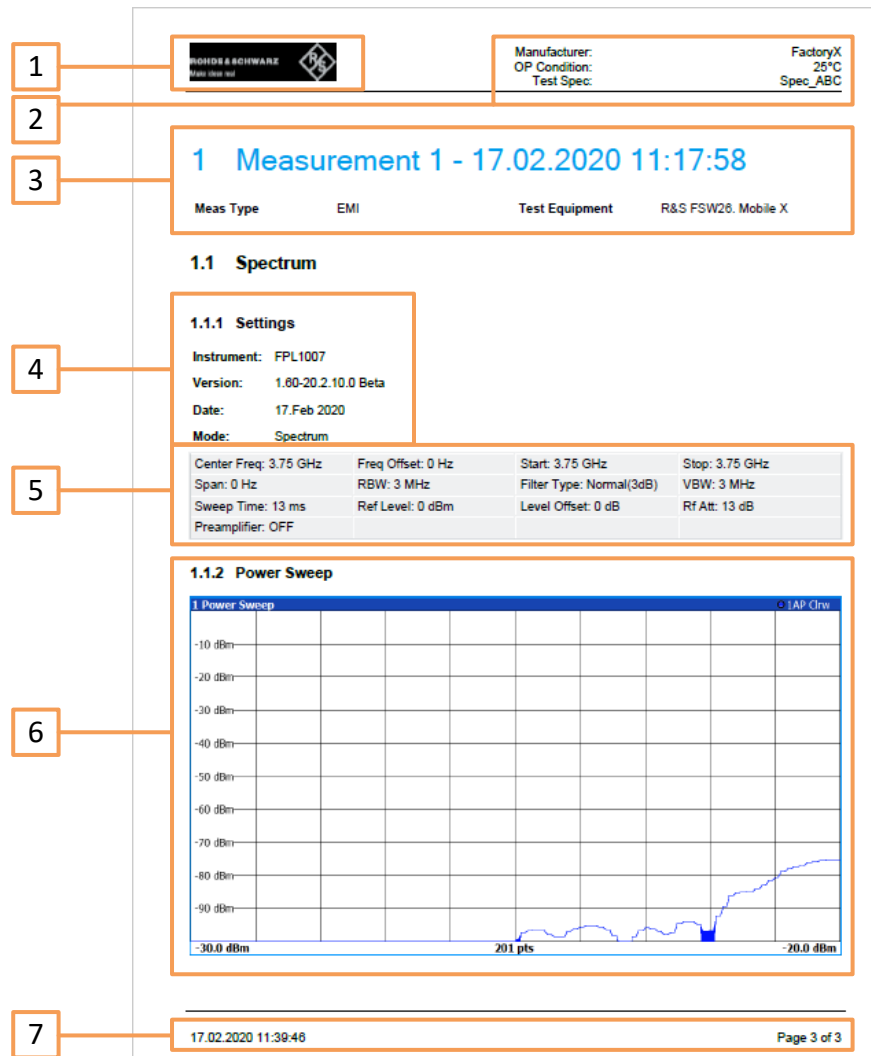 1
ROHDE & SCHWARZ
Make ideas real
R&S
Manufacturer: FactoryX
OP Condition: 25°C
Test Spec: Spec_ABC
2
3
1 Measurement 1 - 17.02.2020 11:17:58
Meas Type EMI Test Equipment R&S FSW26. Mobile X
1.1 Spectrum
4
1.1.1 Settings
Instrument: FPL1007
Version: 1.60-20.2.10.0 Beta
Date: 17.Feb 2020
Mode: Spectrum
5
Center Freq: 3.75 GHz Freq Offset: 0 Hz Start: 3.75 GHz Stop: 3.75 GHz
Span: 0 Hz RBW: 3 MHz Filter Type: Normal(3dB) VBW: 3 MHz
Sweep Time: 13 ms Ref Level: 0 dBm Level Offset: 0 dB Rf Att: 13 dB
Preamplifier: OFF
6
1.1.2 Power Sweep
1 Power Sweep 1AP Clrw
-10 dBm
-20 dBm
-30 dBm
-40 dBm
-50 dBm
-60 dBm
-70 dBm
-80 dBm
-90 dBm
-30.0 dBm 201 pts -20.0 dBm
7
17.02.2020 11:39:46 Page 3 of 3